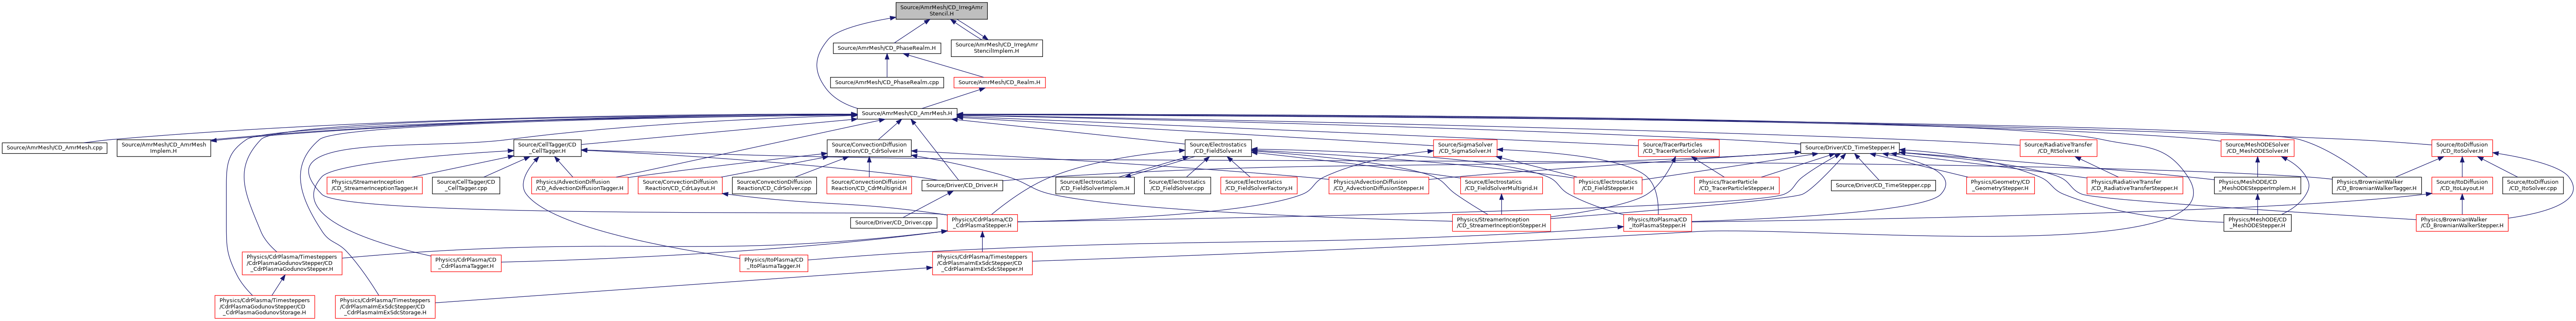 Source/AmrMesh/CD_IrregAmr
Stencil.H
Source/AmrMesh/CD_PhaseRealm.H
Source/AmrMesh/CD_IrregAmr
StencilImplem.H
Source/AmrMesh/CD_PhaseRealm.cpp
Source/AmrMesh/CD_Realm.H
Source/AmrMesh/CD_AmrMesh.H
Source/AmrMesh/CD_AmrMesh.cpp
Source/AmrMesh/CD_AmrMesh
Implem.H
Source/CellTagger/CD
_CellTagger.H
Source/ConvectionDiffusion
Reaction/CD_CdrSolver.H
Source/Electrostatics
/CD_FieldSolver.H
Source/SigmaSolver
/CD_SigmaSolver.H
Source/TracerParticles
/CD_TracerParticleSolver.H
Source/Driver/CD_TimeStepper.H
Source/RadiativeTransfer
/CD_RtSolver.H
Source/MeshODESolver
/CD_MeshODESolver.H
Source/ItoDiffusion
/CD_ItoSolver.H
Physics/StreamerInception
/CD_StreamerInceptionTagger.H
Source/CellTagger/CD
_CellTagger.cpp
Physics/AdvectionDiffusion
/CD_AdvectionDiffusionTagger.H
Source/ConvectionDiffusion
Reaction/CD_CdrLayout.H
Source/ConvectionDiffusion
Reaction/CD_CdrSolver.cpp
Source/ConvectionDiffusion
Reaction/CD_CdrMultigrid.H
Source/Driver/CD_Driver.H
Source/Electrostatics
/CD_FieldSolverImplem.H
Source/Electrostatics
/CD_FieldSolver.cpp
Source/Electrostatics
/CD_FieldSolverFactory.H
Physics/AdvectionDiffusion
/CD_AdvectionDiffusionStepper.H
Source/Electrostatics
/CD_FieldSolverMultigrid.H
Physics/Electrostatics
/CD_FieldStepper.H
Physics/TracerParticle
/CD_TracerParticleStepper.H
Source/Driver/CD_TimeStepper.cpp
Physics/Geometry/CD
_GeometryStepper.H
Physics/RadiativeTransfer
/CD_RadiativeTransferStepper.H
Physics/MeshODE/CD
_MeshODEStepperImplem.H
Physics/BrownianWalker
/CD_BrownianWalkerTagger.H
Source/ItoDiffusion
/CD_ItoLayout.H
Source/ItoDiffusion
/CD_ItoSolver.cpp
Source/Driver/CD_Driver.cpp
Physics/CdrPlasma/CD
_CdrPlasmaStepper.H
Physics/StreamerInception
/CD_StreamerInceptionStepper.H
Physics/ItoPlasma/CD
_ItoPlasmaStepper.H
Physics/MeshODE/CD
_MeshODEStepper.H
Physics/BrownianWalker
/CD_BrownianWalkerStepper.H
Physics/CdrPlasma/Timesteppers
/CdrPlasmaGodunovStepper/CD
_CdrPlasmaGodunovStepper.H
Physics/CdrPlasma/CD
_CdrPlasmaTagger.H
Physics/ItoPlasma/CD
_ItoPlasmaTagger.H
Physics/CdrPlasma/Timesteppers
/CdrPlasmaImExSdcStepper/CD
_CdrPlasmaImExSdcStepper.H
Physics/CdrPlasma/Timesteppers
/CdrPlasmaGodunovStepper/CD
_CdrPlasmaGodunovStorage.H
Physics/CdrPlasma/Timesteppers
/CdrPlasmaImExSdcStepper/CD
_CdrPlasmaImExSdcStorage.H